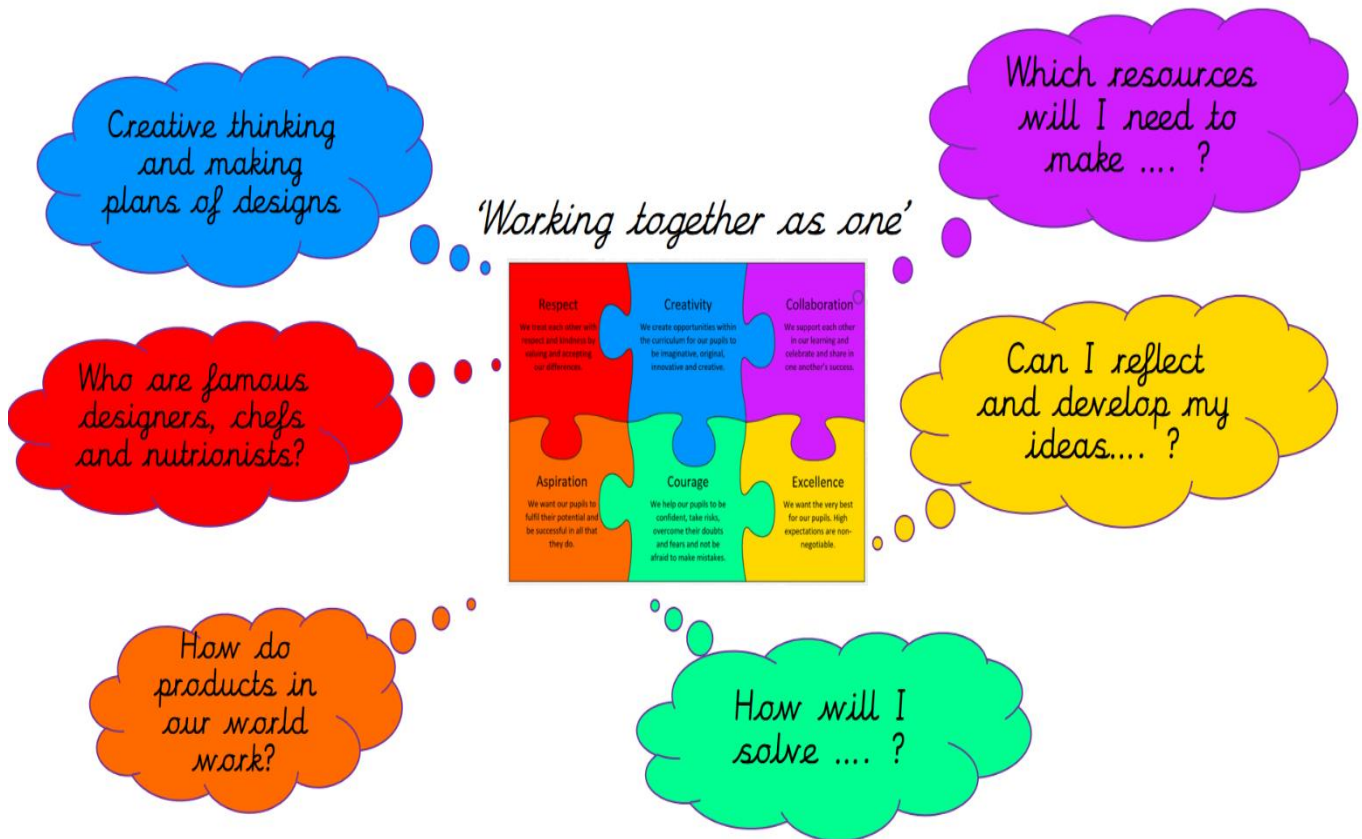 Creative thinking
and making
plans of designs
Which resources
will I need to
make .... ?
'Working together as one'
Who are famous
designers, chefs
and nutrionists?
Respect
We treat each other with
respect and kindness by
valuing and accepting
our differences.
Creativity
We create opportunities within
the curriculum for our pupils to
be imaginative, original,
innovative and creative.
Collaboration
We support each other
in our learning and
celebrate and share in
one another's success.
Can I reflect
and develop my
ideas.... ?
Aspiration
We want our pupils to
fulfil their potential and
be successful in all that
they do.
Courage
We help our pupils to be
confident, take risks,
overcome their doubts
and fears and not be
afraid to make mistakes.
Excellence
We want the very best
for our pupils. High
expectations are non-
negotiable.
How do
products in
our world
work?
How will I
solve .... ?